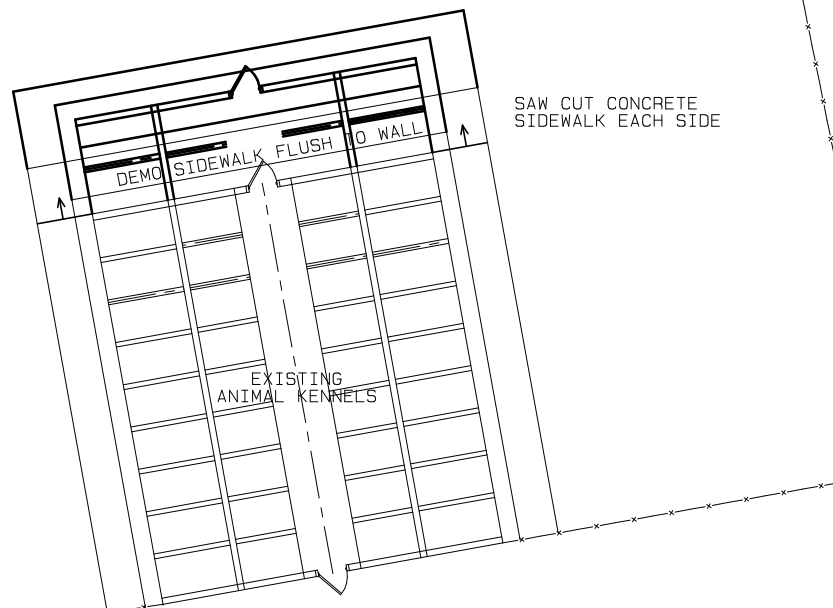 SAW CUT CONCRETE
SIDEWALK EACH SIDE
DEMO SIDEWALK FLUSH TO WALL
EXISTING
ANIMAL KENNELS